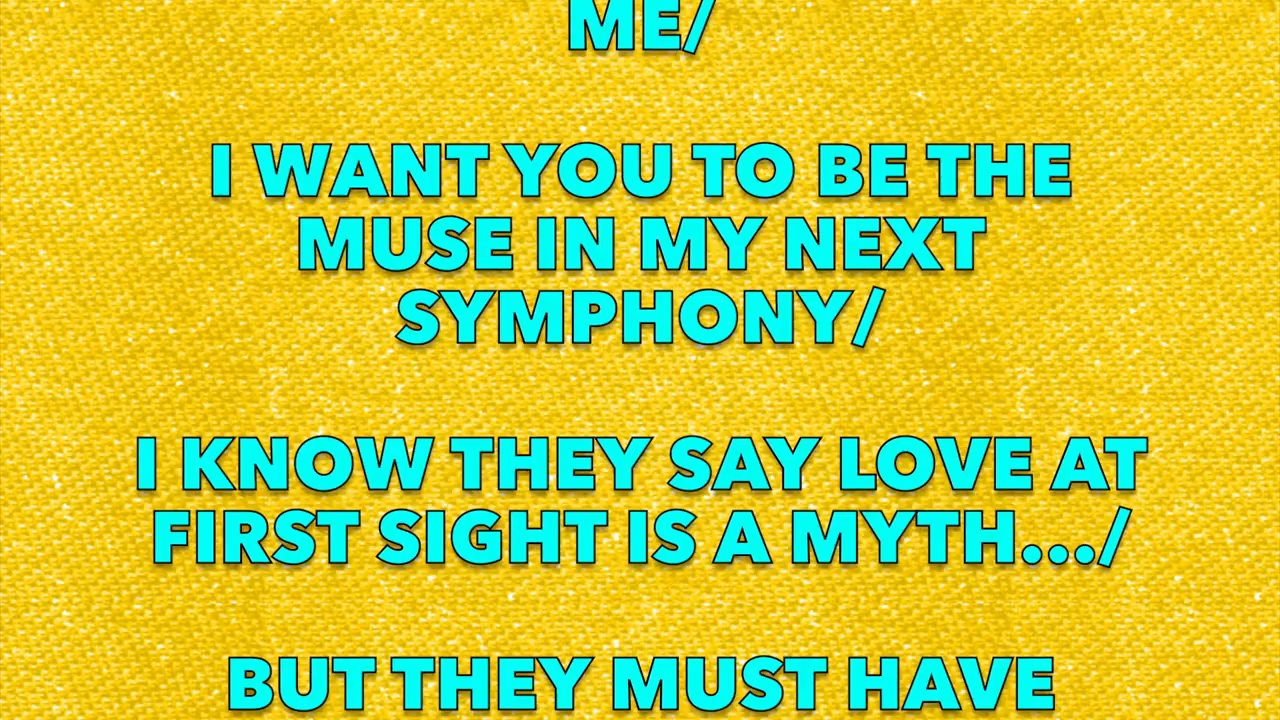 ME/
I WANT YOU TO BE THE
MUSE IN MY NEXT
SYMPHONY/
I KNOW THEY SAY LOVE AT
FIRST SIGHT IS A MYTH.../
BUT THEY MUST HAVE